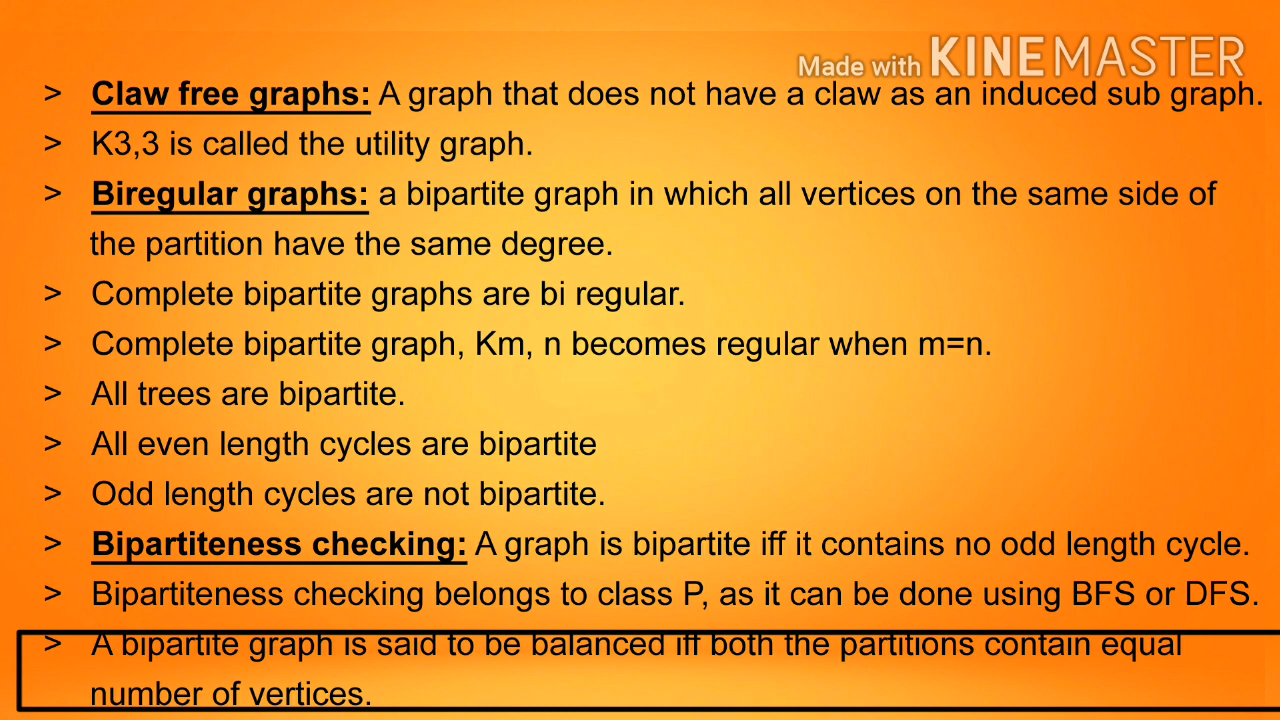 Made with KINEMASTER
> Claw free graphs: A graph that does not have a claw as an induced sub graph.
> K3,3 is called the utility graph.
> Biregular graphs: a bipartite graph in which all vertices on the same side of
the partition have the same degree.
> Complete bipartite graphs are bi regular.
> Complete bipartite graph, Km, n becomes regular when m=n.
> All trees are bipartite.
> All even length cycles are bipartite
> Odd length cycles are not bipartite.
> Bipartiteness checking: A graph is bipartite iff it contains no odd length cycle.
> Bipartiteness checking belongs to class P, as it can be done using BFS or DFS.
> A bipartite graph is said to be balanced iff both the partitions contain equal
number of vertices.